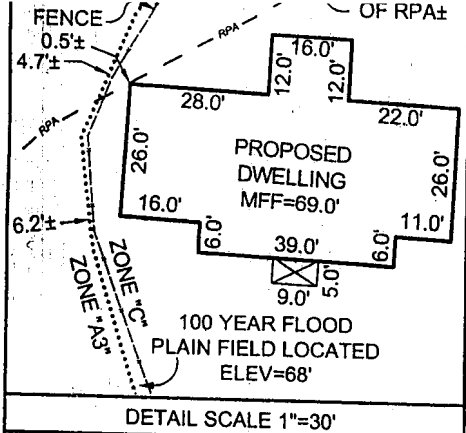 FENCE
OF RPA±
0.5'±
RPA
16.0'
4.7'±
12.0'
12.0'
28.0'
22.0'
RPA
26.0'
PROPOSED
DWELLING
MFF=69.0'
26.0'
16.0'
11.0'
6.2'±
6.0'
39.0'
6.0'
ZONE "C"
ZONE "A3"
5.0'
9.0'
100 YEAR FLOOD
PLAIN FIELD LOCATED
ELEV=68'
DETAIL SCALE 1"=30'